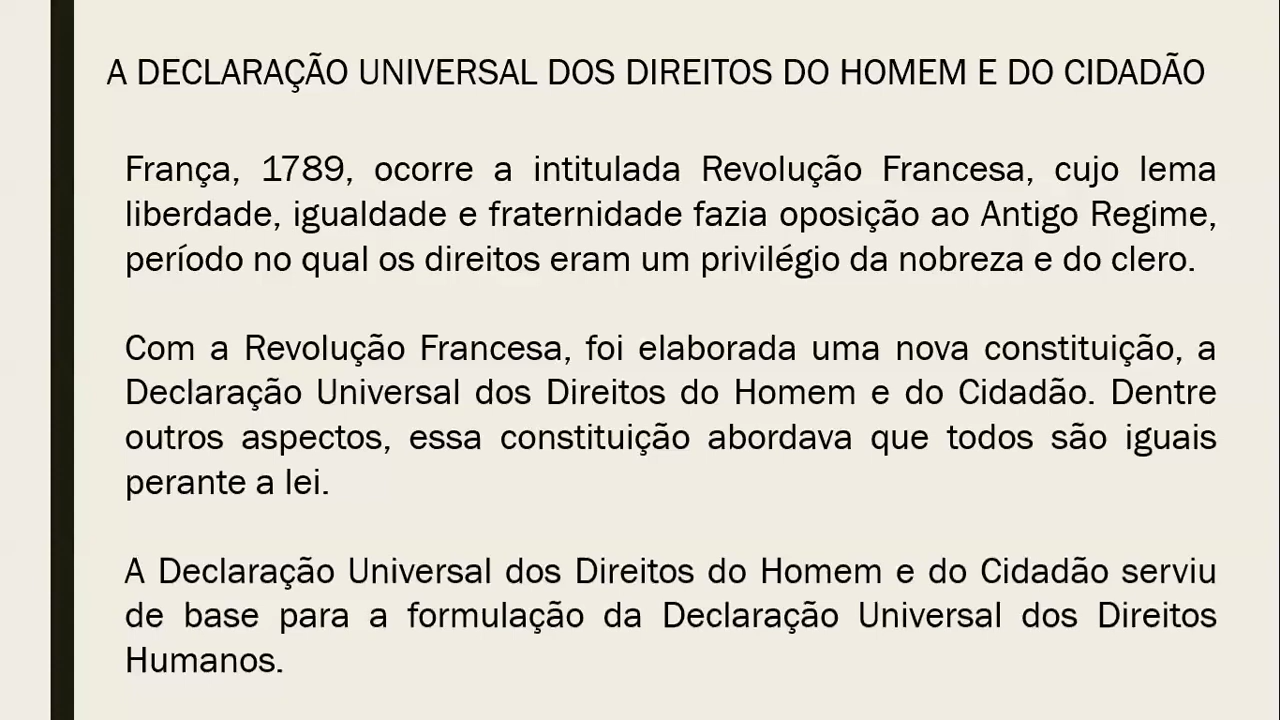 A DECLARAÇÃO UNIVERSAL DOS DIREITOS DO HOMEM E DO CIDADÃO
França, 1789, ocorre a intitulada Revolução Francesa, cujo lema
liberdade, igualdade e fraternidade fazia oposição ao Antigo Regime,
período no qual os direitos eram um privilégio da nobreza e do clero.
Com a Revolução Francesa, foi elaborada uma nova constituição, a
Declaração Universal dos Direitos do Homem e do Cidadão. Dentre
outros aspectos, essa constituição abordava que todos são iguais
perante a lei.
A Declaração Universal dos Direitos do Homem e do Cidadão serviu
de base para a formulação da Declaração Universal dos Direitos
Humanos.